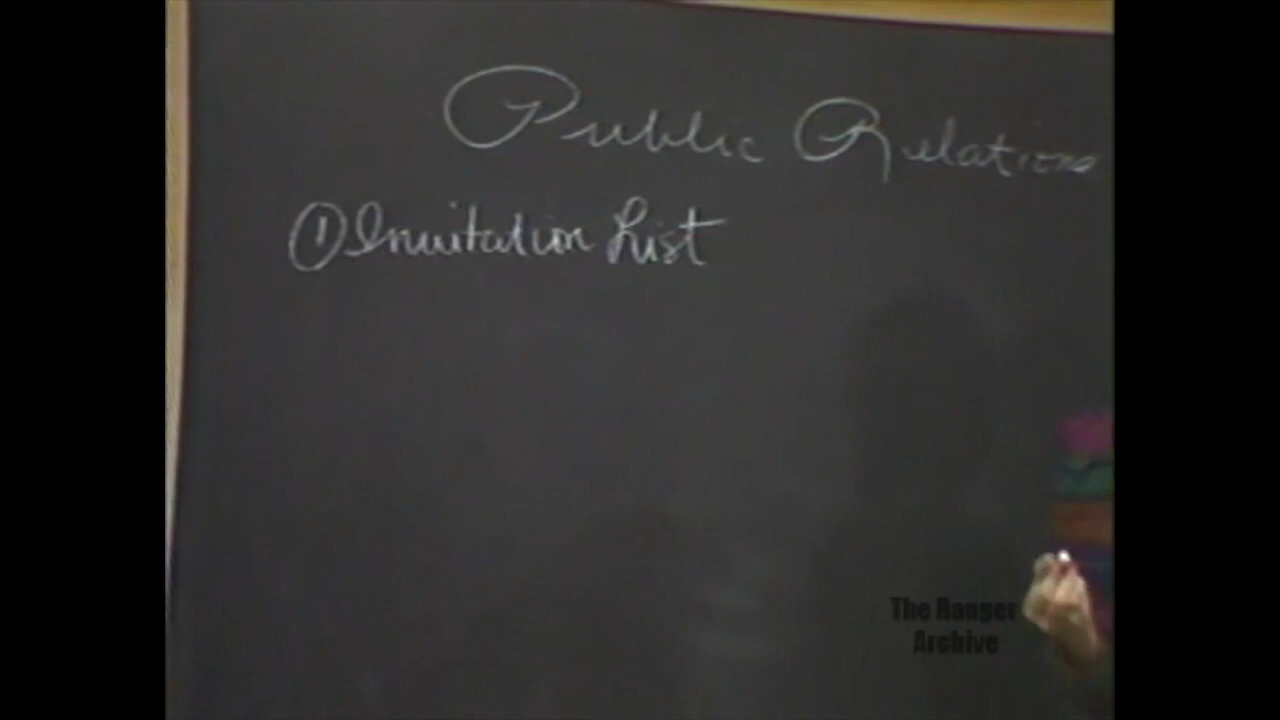 Public Relations
① Invitation List
The Ranger
Archive